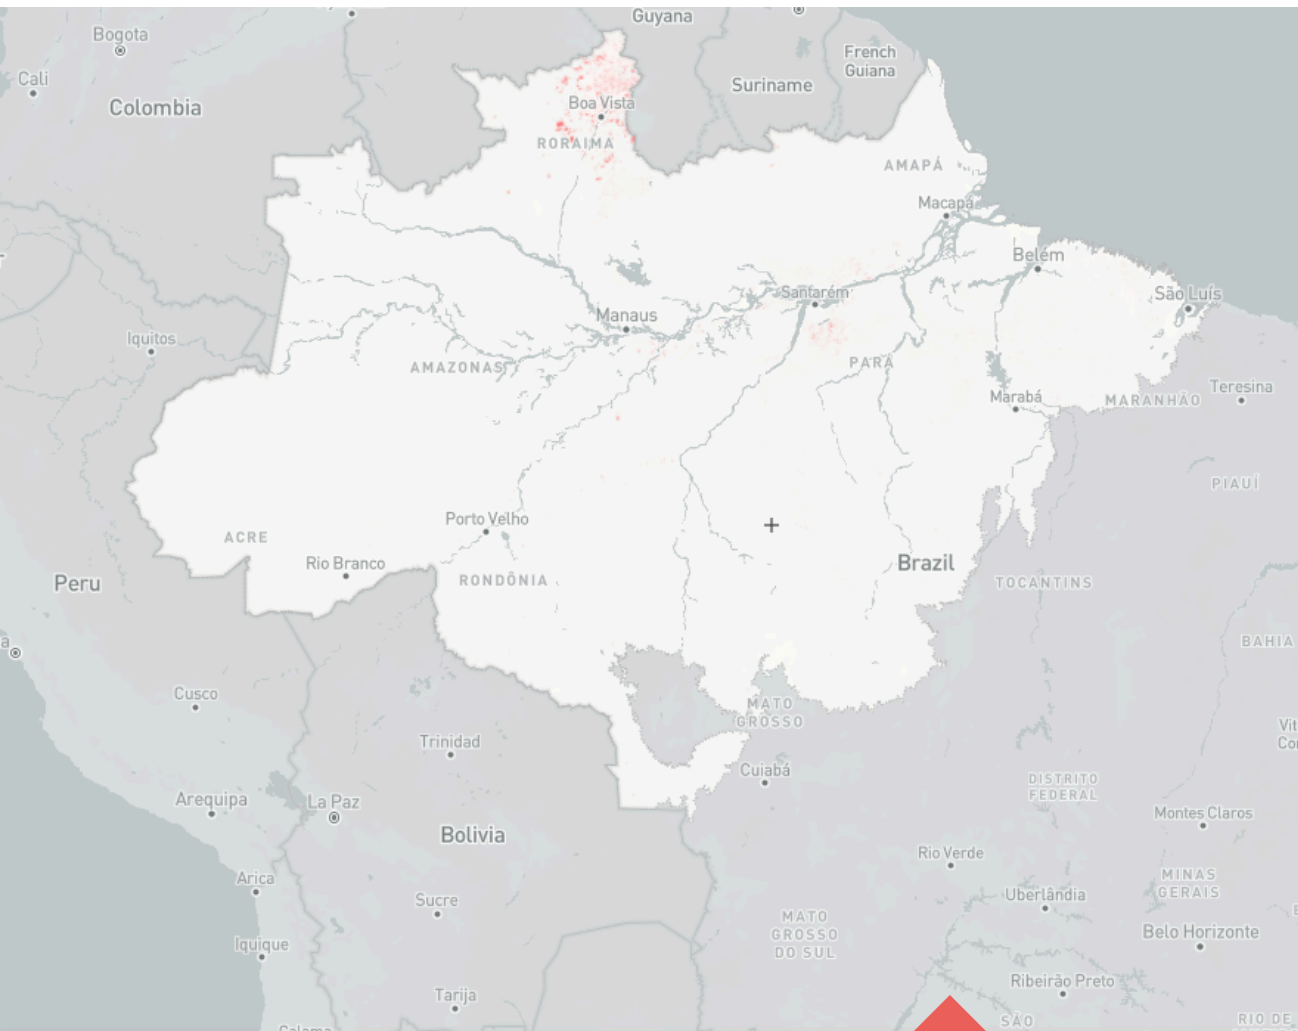 Guyana
Bogota
French
Guiana
Cali
Suriname
Colombia
Boa Vista
RORAIMA
AMAPÁ
Macapá
Belém
Santarém
São Luís
Manaus
Iquitos
AMAZONAS
PARÁ
Teresina
Marabá
MARANHÃO
PIAUÍ
Porto Velho
ACRE
Rio Branco
Brazil
RONDÔNIA
Peru
TOCANTINS
BAHIA
Cusco
MATO
GROSSO
Trinidad
Cuiabá
DISTRITO
FEDERAL
Arequipa
La Paz
Montes Claros
Bolivia
Rio Verde
Arica
MINAS
GERAIS
Uberlândia
Sucre
MATO
GROSSO
DO SUL
Belo Horizonte
Iquique
Ribeirão Preto
Tarija
SÃO
RIO DE